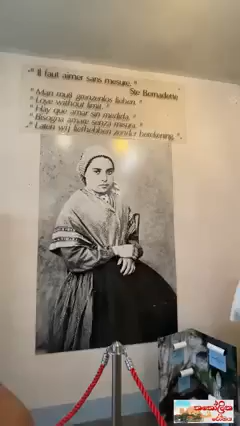 " Il faut aimer sans mesure. "
Ste Bernadette
" Man muß grenzenlos lieben. "
" Love without limit. "
" Hay que amar sin medida. "
" Bisogna amare senza misura. "
" Laten wij liefhebben zonder berekening. "